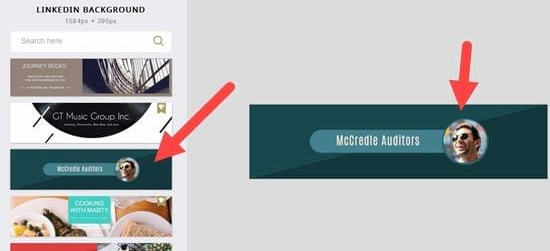 LINKEDIN BACKGROUND
1584px × 396px
Search here
JOURNEY BOOKS
GT Music Group Inc.
McCredle Auditors
COOKING
WITH MARTY
McCredle Auditors